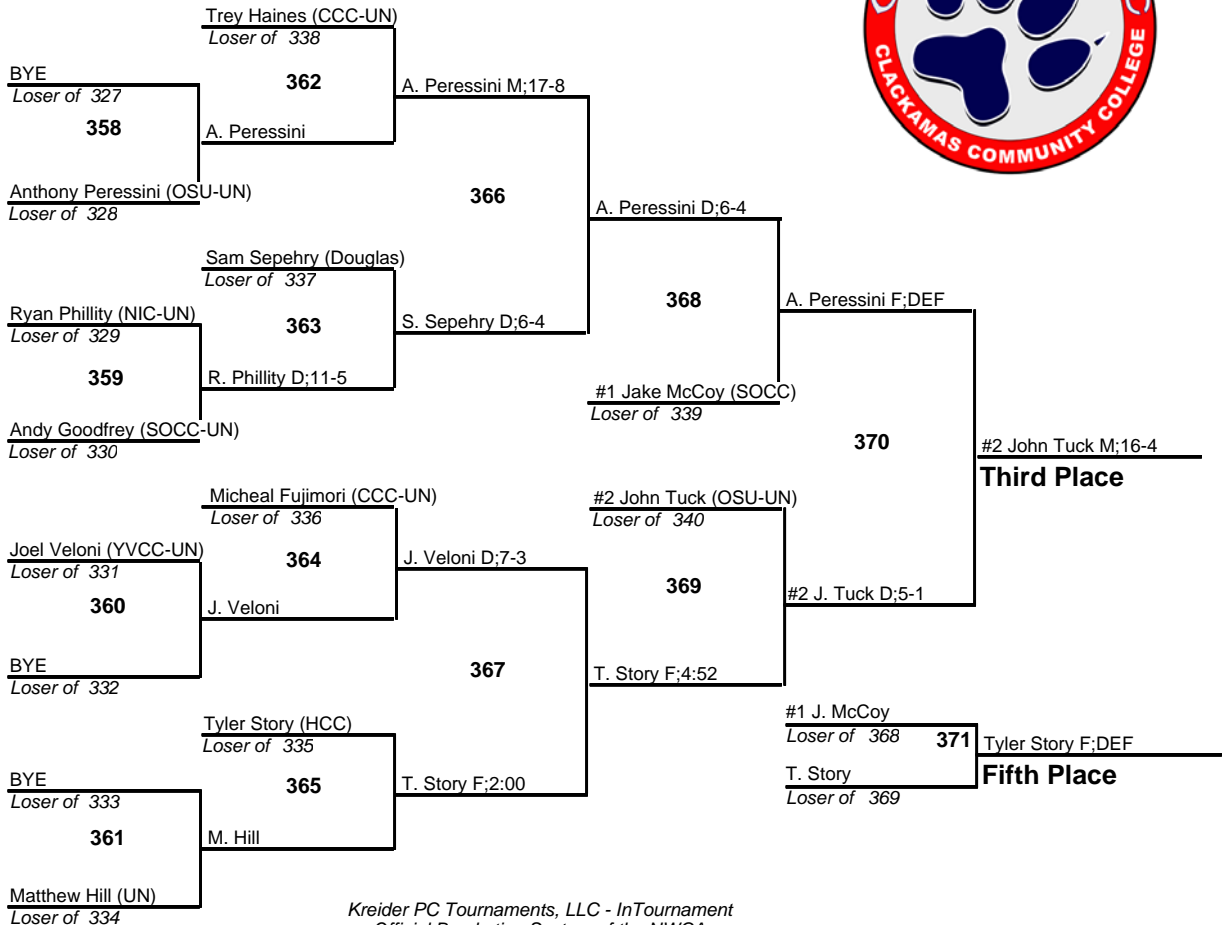 Trey Haines (CCC-UN)
Loser of 338
BYE
Loser of 327
362
A. Peressini M;17-8
358
A. Peressini
Anthony Peressini (OSU-UN)
Loser of 328
366
A. Peressini D;6-4
Sam Sepehry (Douglas)
Loser of 337
Ryan Phillity (NIC-UN)
Loser of 329
363
S. Sepehry D;6-4
368
A. Peressini F;DEF
359
R. Phillity D;11-5
#1 Jake McCoy (SOCC)
Loser of 339
Andy Goodfrey (SOCC-UN)
Loser of 330
370
#2 John Tuck M;16-4
Third Place
Micheal Fujimori (CCC-UN)
Loser of 336
#2 John Tuck (OSU-UN)
Loser of 340
Joel Veloni (YVCC-UN)
Loser of 331
364
J. Veloni D;7-3
369
#2 J. Tuck D;5-1
360
J. Veloni
BYE
Loser of 332
367
T. Story F;4:52
Tyler Story (HCC)
Loser of 335
#1 J. McCoy
Loser of 368
371
Tyler Story F;DEF
Fifth Place
BYE
Loser of 333
365
T. Story F;2:00
T. Story
Loser of 369
361
M. Hill
Matthew Hill (UN)
Loser of 334
Kreider PC Tournaments, LLC - InTournament
CLACKAMAS COMMUNITY COLLEGE